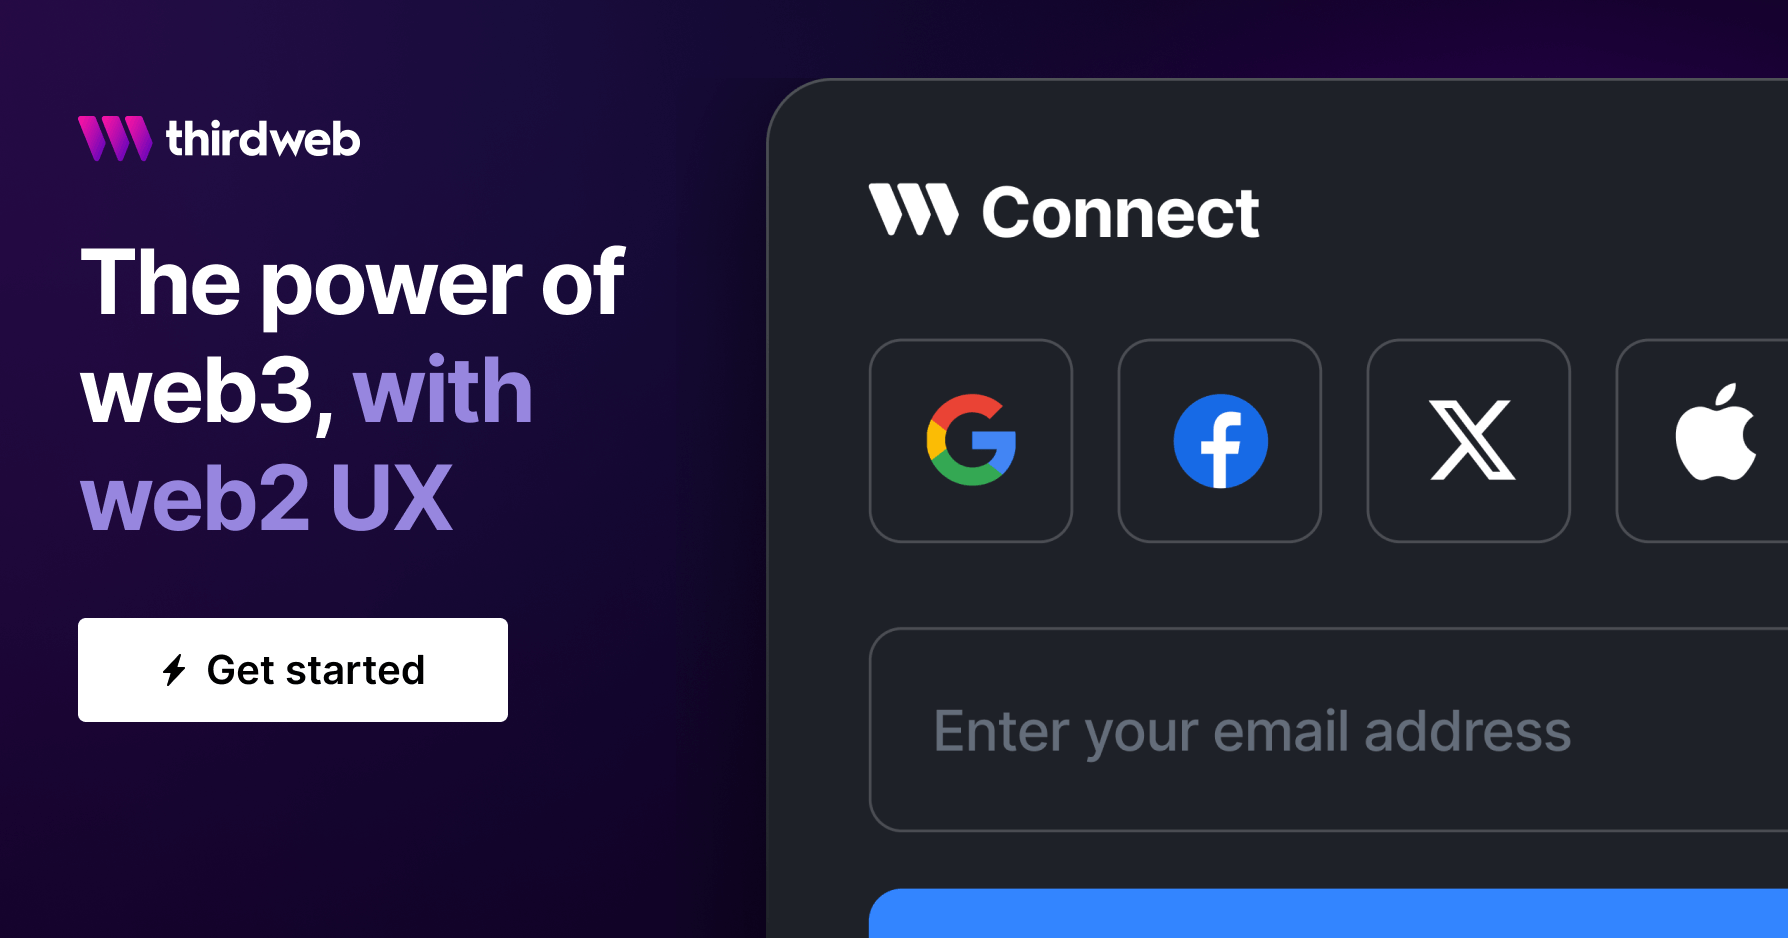 thirdweb
The power of
web3, with
web2 UX
Get started
Connect
Enter your email address